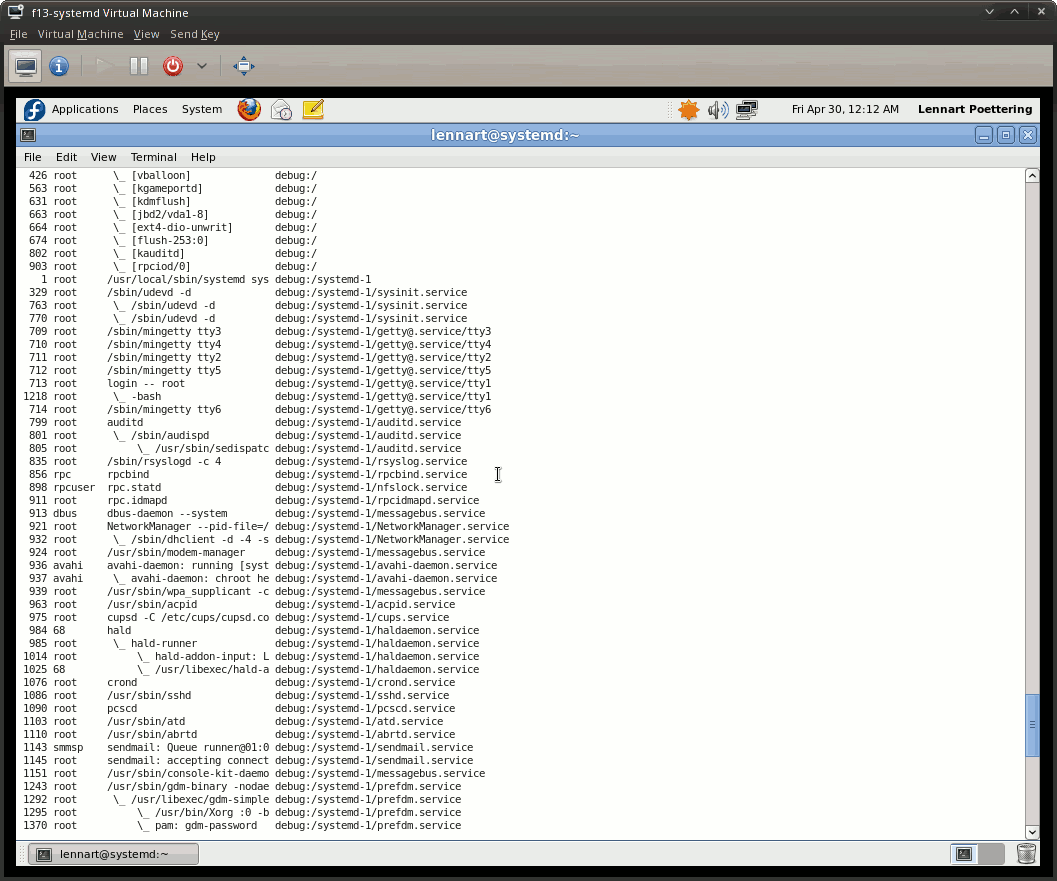 f13-systemd Virtual Machine
File Virtual Machine View Send Key
Applications Places System Fri Apr 30, 12:12 AM Lennart Poettering
lennart@systemd:~
File Edit View Terminal Help
426 root \_ [vballoon] debug:/
563 root \_ [kgameportd] debug:/
631 root \_ [kdmflush] debug:/
663 root \_ [jbd2/vda1-8] debug:/
664 root \_ [ext4-dio-unwrit] debug:/
674 root \_ [flush-253:0] debug:/
802 root \_ [kauditd] debug:/
903 root \_ [rpciod/0] debug:/
1 root /usr/local/sbin/systemd sys debug:/systemd-1
329 root /sbin/udevd -d debug:/systemd-1/sysinit.service
763 root \_ /sbin/udevd -d debug:/systemd-1/sysinit.service
770 root \_ /sbin/udevd -d debug:/systemd-1/sysinit.service
709 root /sbin/mingetty tty3 debug:/systemd-1/getty@.service/tty3
710 root /sbin/mingetty tty4 debug:/systemd-1/getty@.service/tty4
711 root /sbin/mingetty tty2 debug:/systemd-1/getty@.service/tty2
712 root /sbin/mingetty tty5 debug:/systemd-1/getty@.service/tty5
713 root login -- root debug:/systemd-1/getty@.service/tty1
1218 root \_ -bash debug:/systemd-1/getty@.service/tty1
714 root /sbin/mingetty tty6 debug:/systemd-1/getty@.service/tty6
799 root auditd debug:/systemd-1/auditd.service
801 root \_ /sbin/audispd debug:/systemd-1/auditd.service
805 root \_ /usr/sbin/sedispatc debug:/systemd-1/auditd.service
835 root /sbin/rsyslogd -c 4 debug:/systemd-1/rsyslog.service
856 rpc rpcbind debug:/systemd-1/rpcbind.service
898 rpcuser rpc.statd debug:/systemd-1/nfslock.service
911 root rpc.idmapd debug:/systemd-1/rpcidmapd.service
913 dbus dbus-daemon --system debug:/systemd-1/messagebus.service
921 root NetworkManager --pid-file=/ debug:/systemd-1/NetworkManager.service
932 root \_ /sbin/dhclient -d -4 -s debug:/systemd-1/NetworkManager.service
924 root /usr/sbin/modem-manager debug:/systemd-1/messagebus.service
936 avahi avahi-daemon: running [syst debug:/systemd-1/avahi-daemon.service
937 avahi \_ avahi-daemon: chroot he debug:/systemd-1/avahi-daemon.service
939 root /usr/sbin/wpa_supplicant -c debug:/systemd-1/messagebus.service
963 root /usr/sbin/acpid debug:/systemd-1/acpid.service
975 root cupsd -C /etc/cups/cupsd.co debug:/systemd-1/cups.service
984 68 hald debug:/systemd-1/haldaemon.service
985 root \_ hald-runner debug:/systemd-1/haldaemon.service
1014 root \_ hald-addon-input: L debug:/systemd-1/haldaemon.service
1025 68 \_ /usr/libexec/hald-a debug:/systemd-1/haldaemon.service
1076 root crond debug:/systemd-1/crond.service
1086 root /usr/sbin/sshd debug:/systemd-1/sshd.service
1090 root pcscd debug:/systemd-1/pcscd.service
1103 root /usr/sbin/atd debug:/systemd-1/atd.service
1110 root /usr/sbin/abrtd debug:/systemd-1/abrtd.service
1143 smmsp sendmail: Queue runner@01:0 debug:/systemd-1/sendmail.service
1145 root sendmail: accepting connect debug:/systemd-1/sendmail.service
1151 root /usr/sbin/console-kit-daemo debug:/systemd-1/messagebus.service
1243 root /usr/sbin/gdm-binary -nodae debug:/systemd-1/prefdm.service
1292 root \_ /usr/libexec/gdm-simple debug:/systemd-1/prefdm.service
1295 root \_ /usr/bin/Xorg :0 -b debug:/systemd-1/prefdm.service
1370 root \_ pam: gdm-password debug:/systemd-1/prefdm.service
lennart@systemd:~